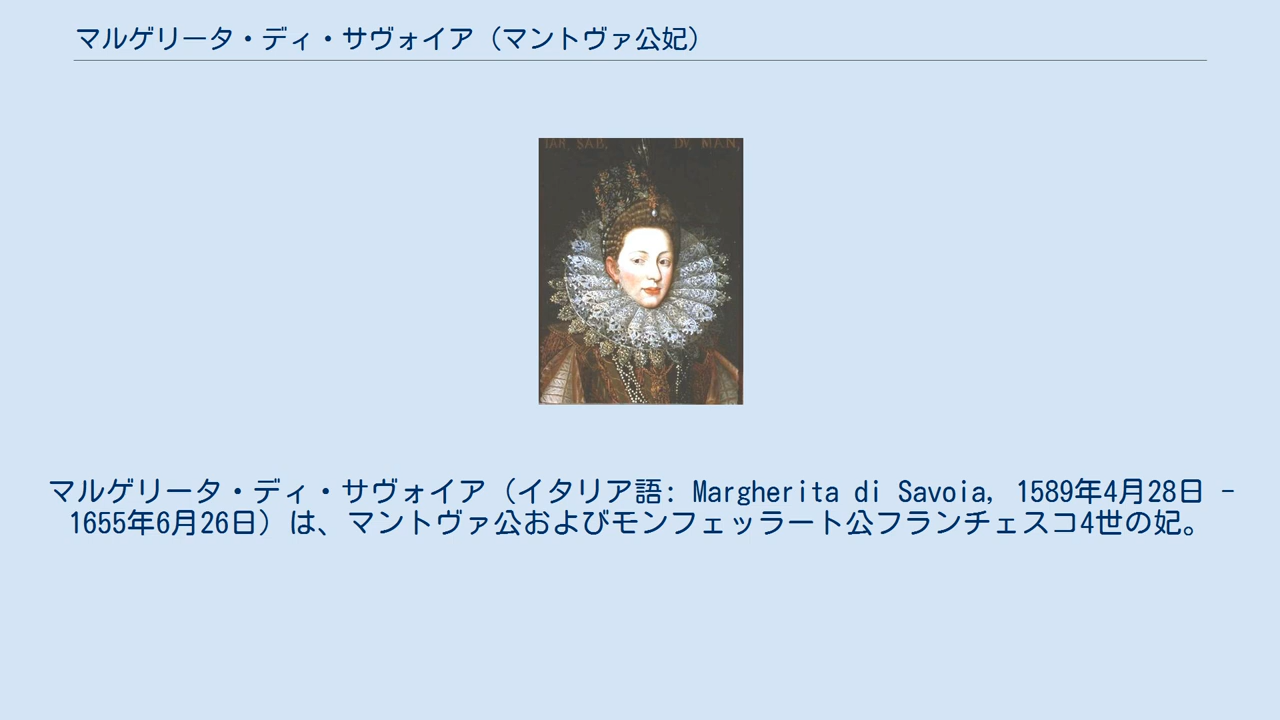 マルゲリータ・ディ・サヴォイア（マントヴァ公妃）
SAB, DV, MAN,
マルゲリータ・ディ・サヴォイア（イタリア語: Margherita di Savoia, 1589年4月28日 -
1655年6月26日）は、マントヴァ公およびモンフェッラート公フランチェスコ4世の妃。